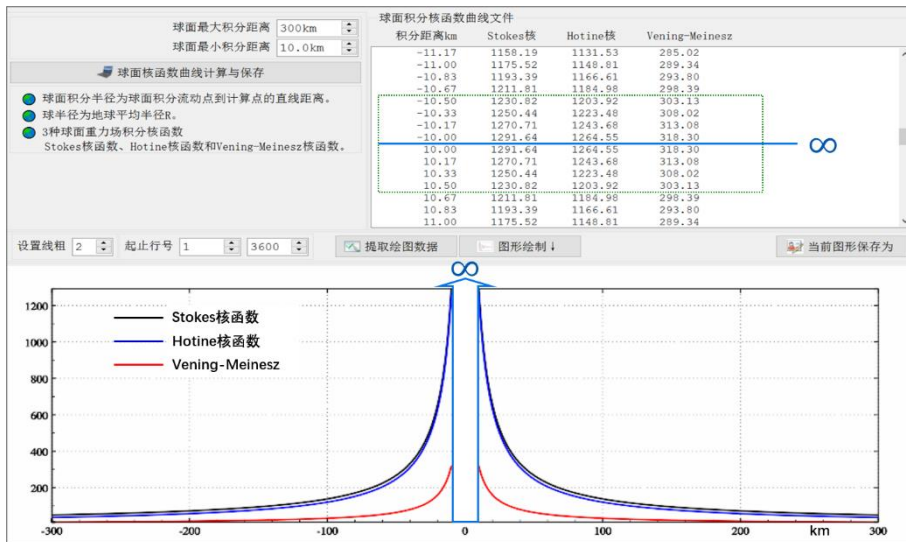 球面最大积分距离 300km
球面最小积分距离 10.0km
球面核函数曲线计算与保存
球面积分半径为球面积分流动点到计算点的直线距离。
球半径为地球平均半径R。
3种球面重力场积分核函数
Stokes核函数、Hotine核函数和Vening-Meinesz核函数。
球面积分核函数曲线文件
积分距离km Stokes核 Hotine核 Vening-Meinesz
-11.17 1158.19 1131.53 285.02
-11.00 1175.52 1148.81 289.34
-10.83 1193.39 1166.61 293.80
-10.67 1211.81 1184.98 298.39
-10.50 1230.82 1203.92 303.13
-10.33 1250.44 1223.48 308.02
-10.17 1270.71 1243.68 313.08
-10.00 1291.64 1264.55 318.30
∞
10.00 1291.64 1264.55 318.30
10.17 1270.71 1243.68 313.08
10.33 1250.44 1223.48 308.02
10.50 1230.82 1203.92 303.13
10.67 1211.81 1184.98 298.39
10.83 1193.39 1166.61 293.80
11.00 1175.52 1148.81 289.34
设置线粗 2 起止行号 1 3600 提取绘图数据 图形绘制↓ 当前图形保存为
∞
1200
1000
800
600
400
200
Stokes核函数
Hotine核函数
Vening-Meinesz
-300 -200 -100 0 100 200 km 300